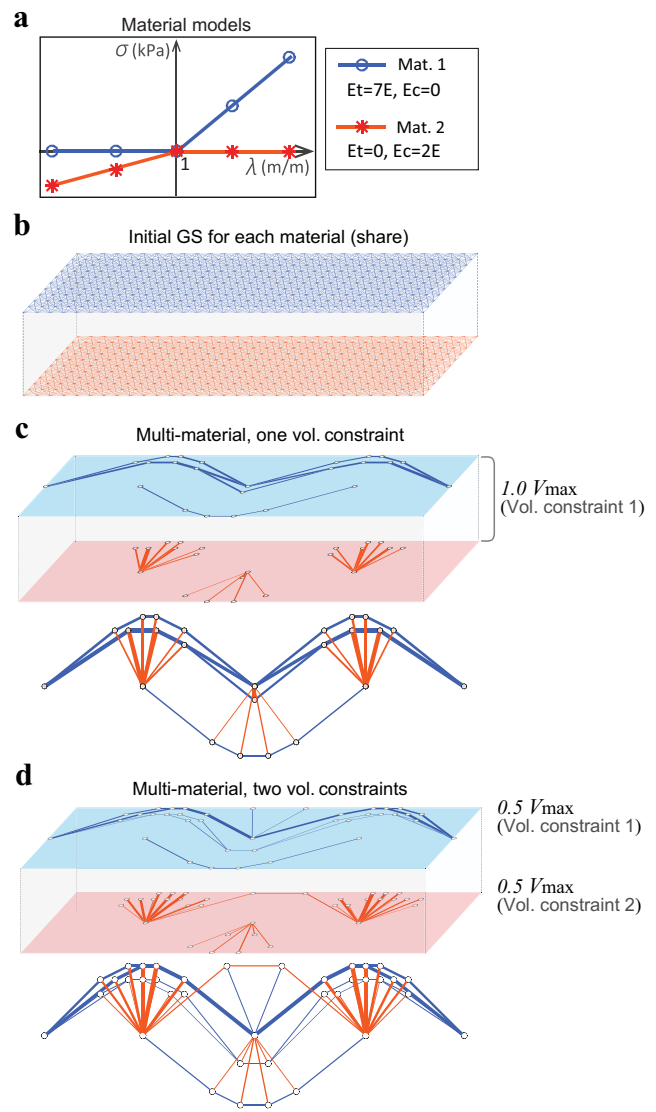 a
Material models
σ (kPa)
1
λ (m/m)
Mat. 1
Et=7E, Ec=0
Mat. 2
Et=0, Ec=2E
b
Initial GS for each material (share)
c
Multi-material, one vol. constraint
1.0 Vmax
(Vol. constraint 1)
d
Multi-material, two vol. constraints
0.5 Vmax
(Vol. constraint 1)
0.5 Vmax
(Vol. constraint 2)